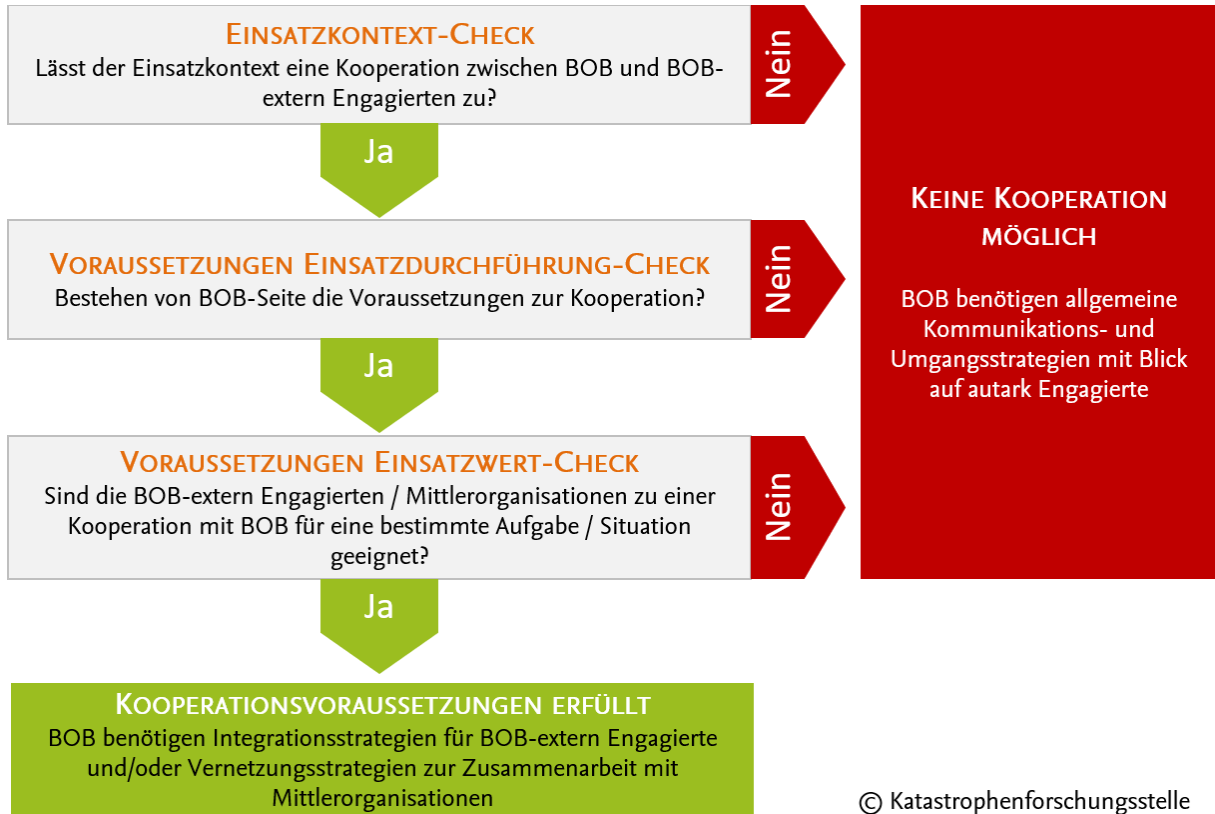 EINSATZKONTEXT-CHECK
Lässt der Einsatzkontext eine Kooperation zwischen BOB und BOB-
extern Engagierten zu?
Nein
Ja
VORAUSSETZUNGEN EINSATZDURCHFÜHRUNG-CHECK
Bestehen von BOB-Seite die Voraussetzungen zur Kooperation?
Nein
Ja
VORAUSSETZUNGEN EINSATZWERT-CHECK
Sind die BOB-extern Engagierten / Mittlerorganisationen zu einer
Kooperation mit BOB für eine bestimmte Aufgabe / Situation
geeignet?
Nein
Ja
KEINE KOOPERATION
MÖGLICH
BOB benötigen allgemeine
Kommunikations- und
Umgangsstrategien mit Blick
auf autark Engagierte
KOOPERATIONSVORAUSSETZUNGEN ERFÜLLT
BOB benötigen Integrationsstrategien für BOB-extern Engagierte
und/oder Vernetzungsstrategien zur Zusammenarbeit mit
Mittlerorganisationen
© Katastrophenforschungsstelle